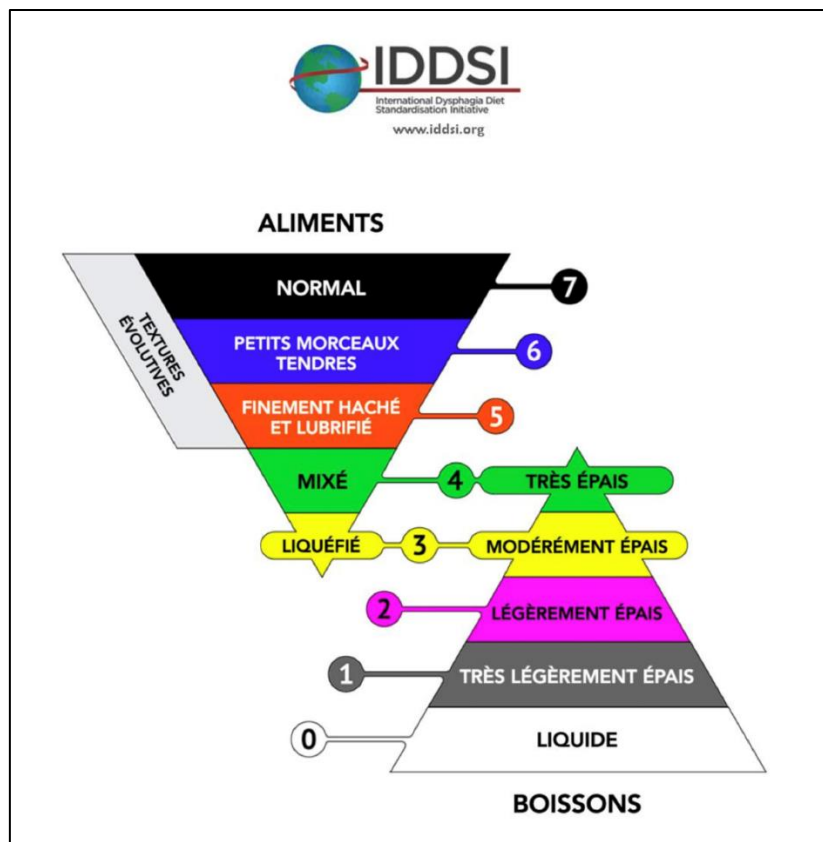 IDDSI
International Dysphagia Diet
Standardisation Initiative
www.iddsi.org
ALIMENTS
TEXTURES
ÉVOLUTIVES
NORMAL
7
PETITS MORCEAUX
TENDRES
6
FINEMENT HACHÉ
ET LUBRIFIÉ
5
MIXÉ
4
TRÈS ÉPAIS
LIQUÉFIÉ
3
MODÉRÉMENT ÉPAIS
2
LÉGÈREMENT ÉPAIS
1
TRÈS LÉGÈREMENT ÉPAIS
0
LIQUIDE
BOISSONS